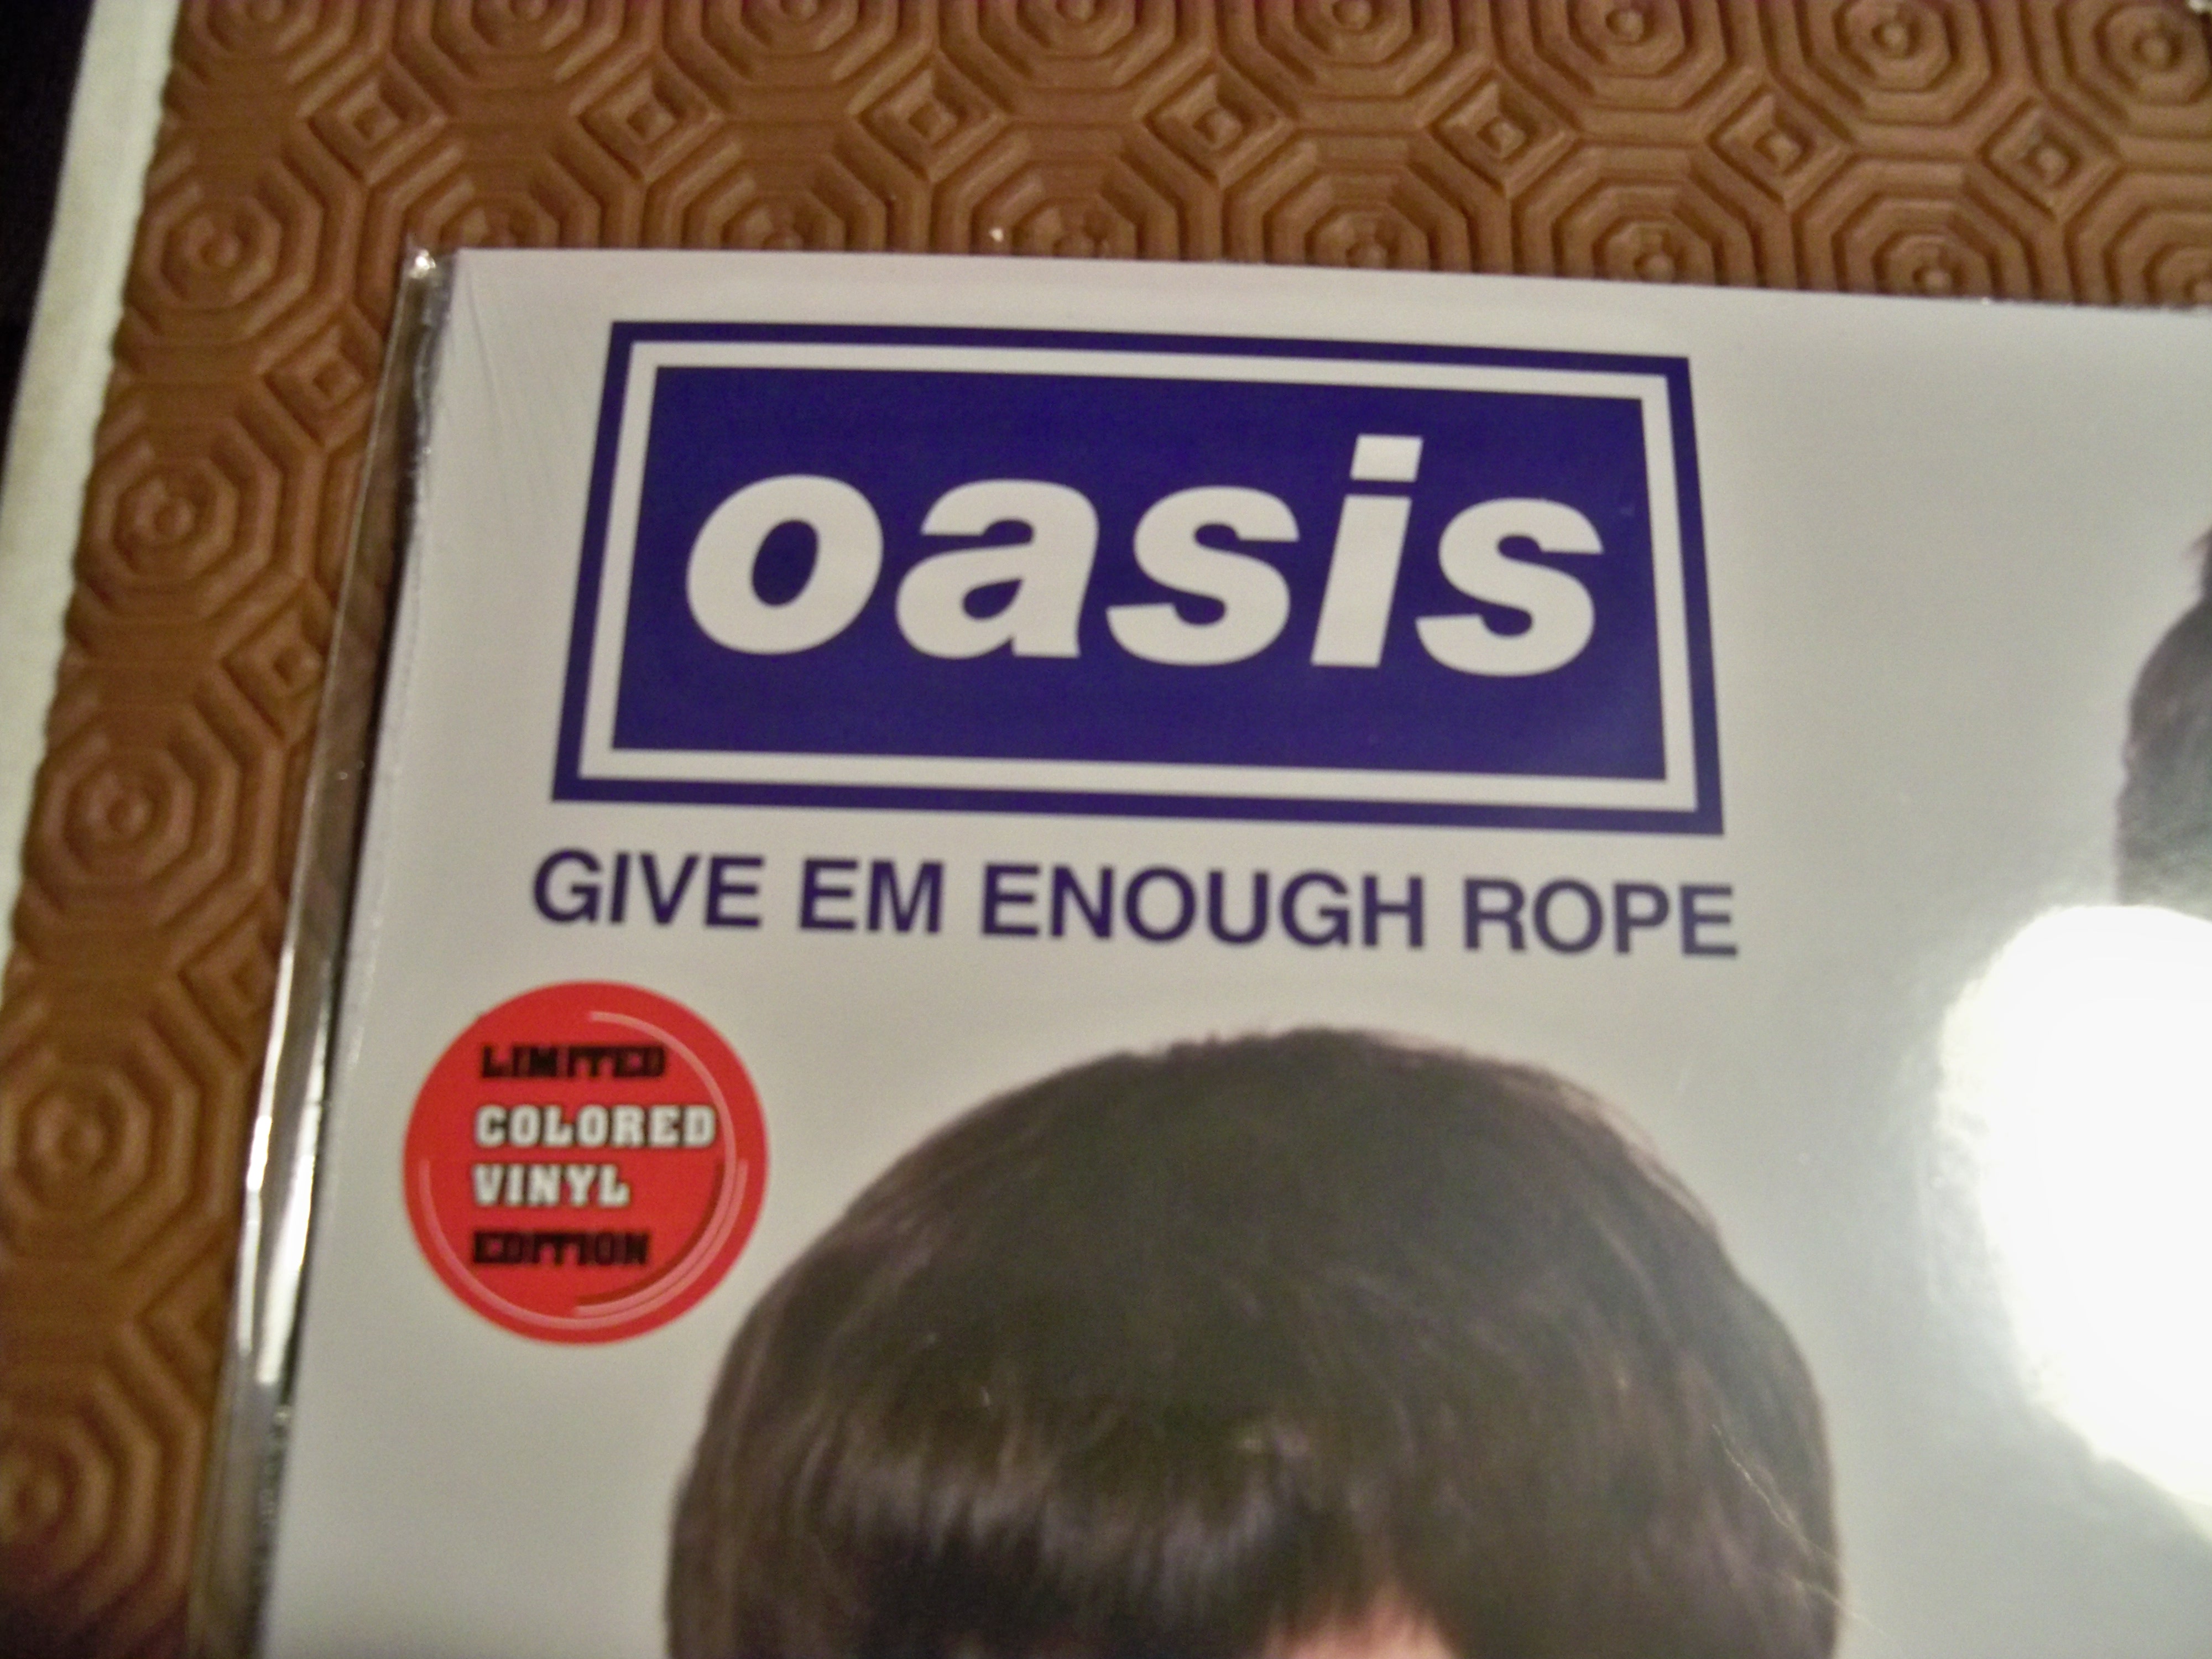 oasis
GIVE EM ENOUGH ROPE
LIMITED
COLORED
VINYL
EDITION